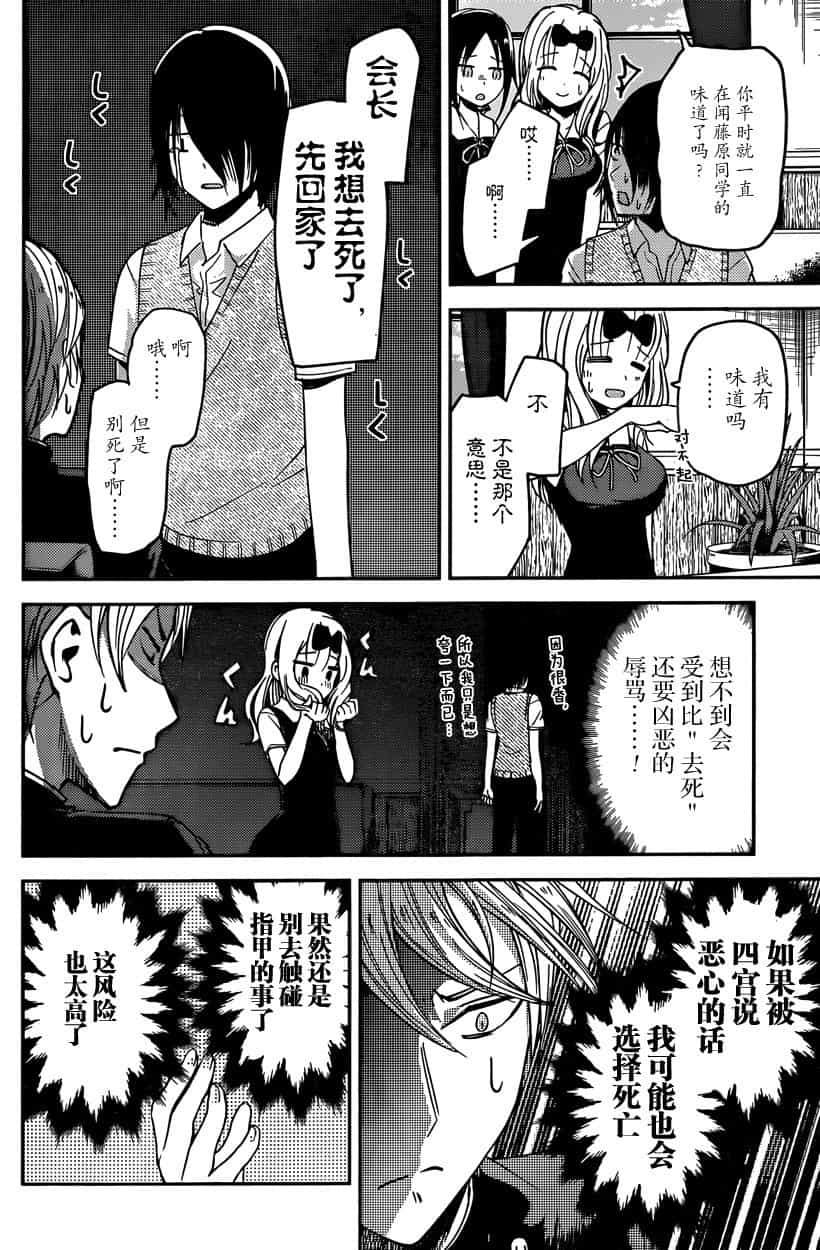 你平时就一直
在闻藤原同学的
味道了吗?
哎
……
啊……
我有
味道吗
……
对不起
不
不是那个
意思……
会长
我想去死了,
先回家了
啊
哦……
但是
别死了啊
……
想不到会
受到比"去死"
还要凶恶的
辱骂……!
因为很香,
所以我只是想
夸一下而已…
如果被
四宫说
恶心的话
我可能也会
选择死亡
果然还是
别去触碰
指甲的事了
这风险
也太高了